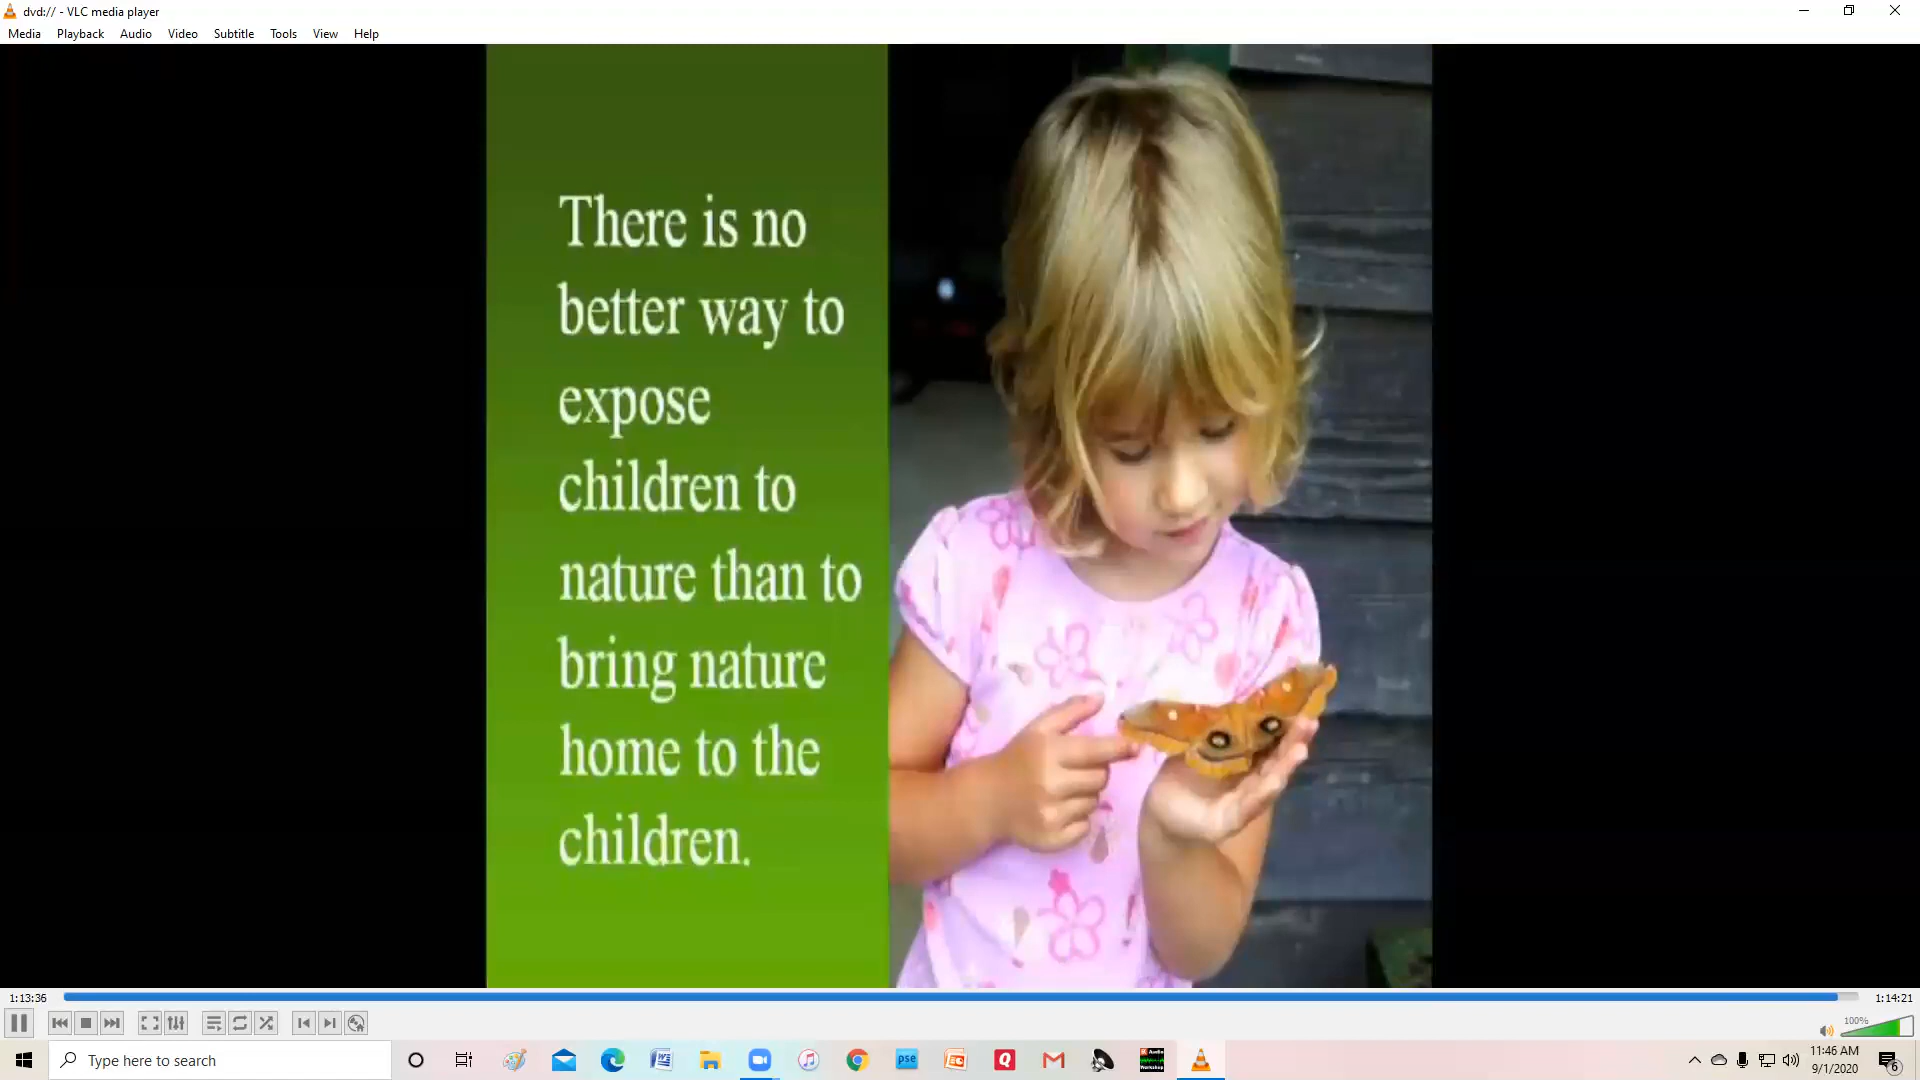 dvd:// - VLC media player
Media Playback Audio Video Subtitle Tools View Help
There is no
better way to
expose
children to
nature than to
bring nature
home to the
children.
1:13:36
1:14:21
100%
Type here to search
pse
Q
11:46 AM
9/1/2020
6